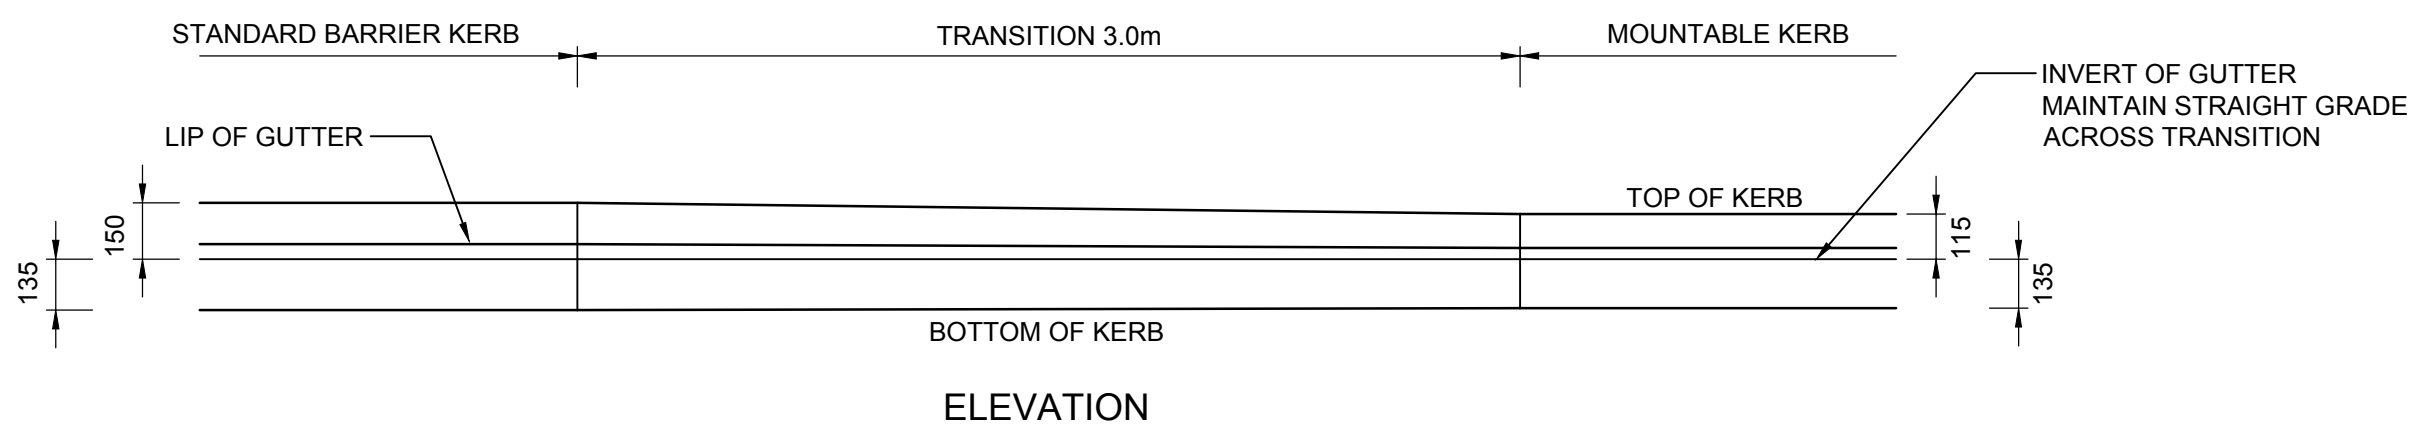 STANDARD BARRIER KERB
TRANSITION 3.0m
MOUNTABLE KERB
INVERT OF GUTTER
MAINTAIN STRAIGHT GRADE
ACROSS TRANSITION
LIP OF GUTTER
TOP OF KERB
150
135
115
135
BOTTOM OF KERB
ELEVATION